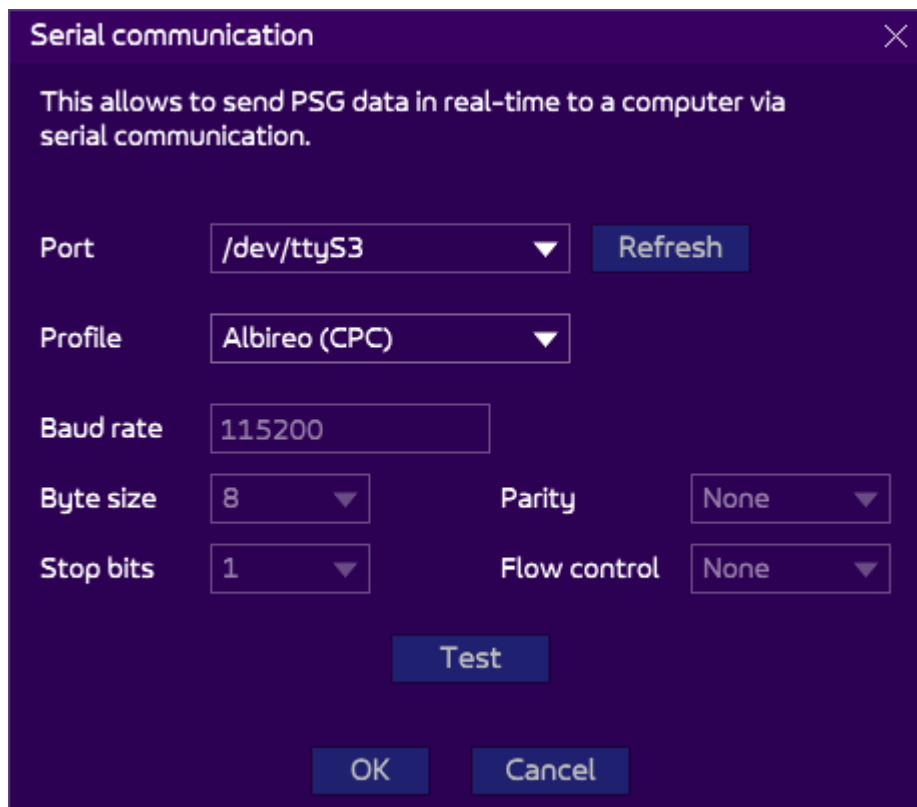 Serial communication
This allows to send PSG data in real-time to a computer via
serial communication.
Port /dev/ttyS3 Refresh
Profile Albireo (CPC)
Baud rate 115200
Byte size 8 Parity None
Stop bits 1 Flow control None
Test
OK Cancel